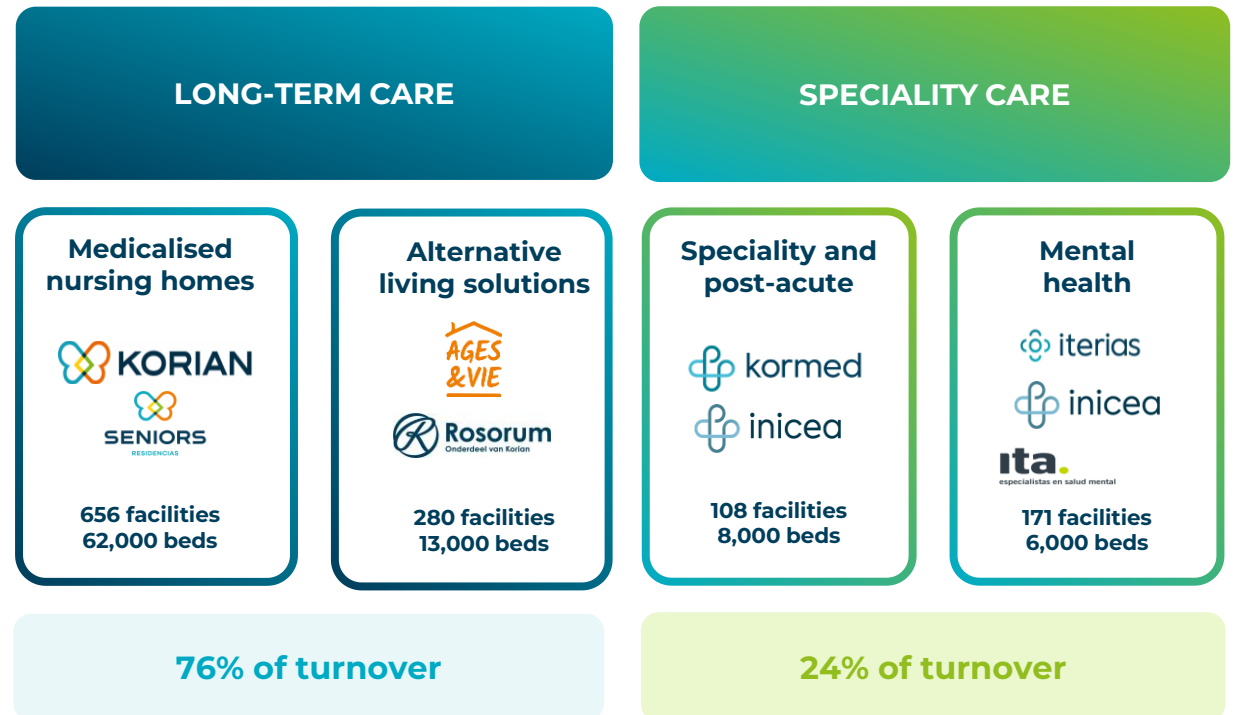 LONG-TERM CARE
SPECIALITY CARE
Medicalised
nursing homes
KORIAN
SENIORS
RESIDENCIAS
656 facilities
62,000 beds
Alternative
living solutions
AGES
&VIE
Rosorum
Onderdeel van Korian
280 facilities
13,000 beds
Speciality and
post-acute
kormed
inicea
108 facilities
8,000 beds
Mental
health
iterias
inicea
ita.
especialistas en salud mental
171 facilities
6,000 beds
76% of turnover
24% of turnover